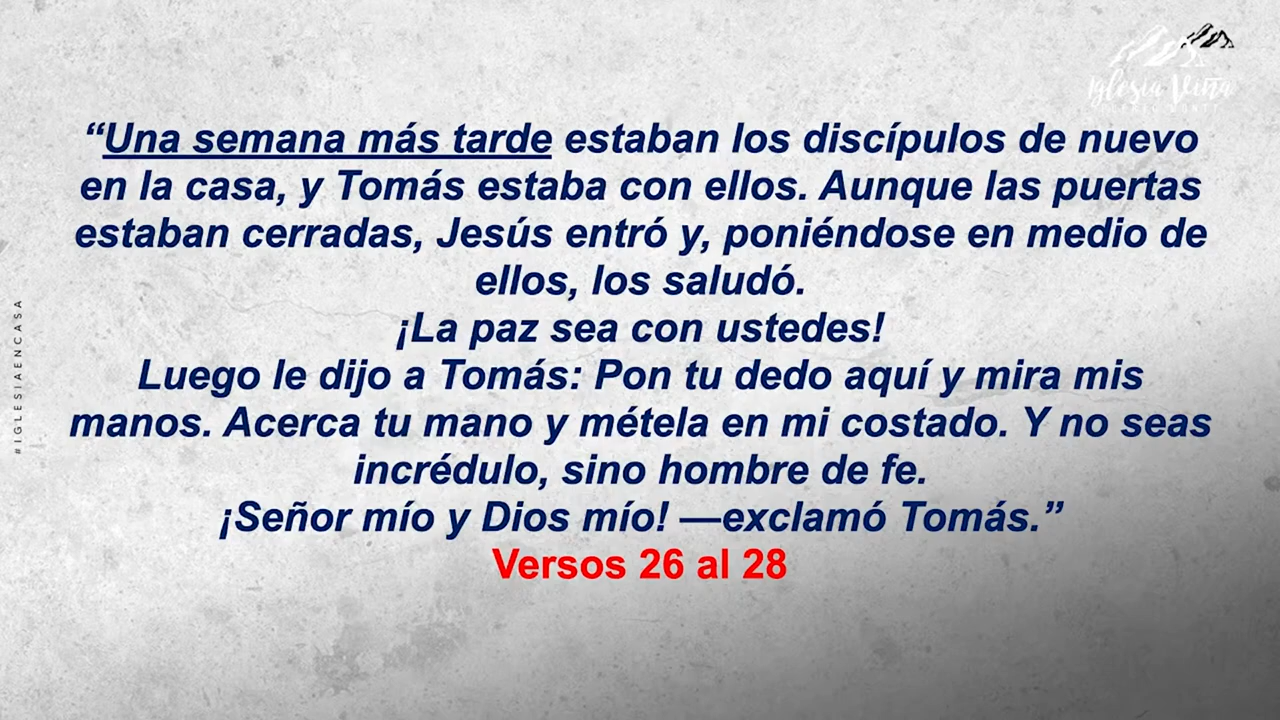 Iglesia Viña
“Una semana más tarde estaban los discípulos de nuevo
en la casa, y Tomás estaba con ellos. Aunque las puertas
estaban cerradas, Jesús entró y, poniéndose en medio de
ellos, los saludó.
¡La paz sea con ustedes!
Luego le dijo a Tomás: Pon tu dedo aquí y mira mis
manos. Acerca tu mano y métela en mi costado. Y no seas
incrédulo, sino hombre de fe.
¡Señor mío y Dios mío! —exclamó Tomás.”
Versos 26 al 28
#IGLESIAENCASA